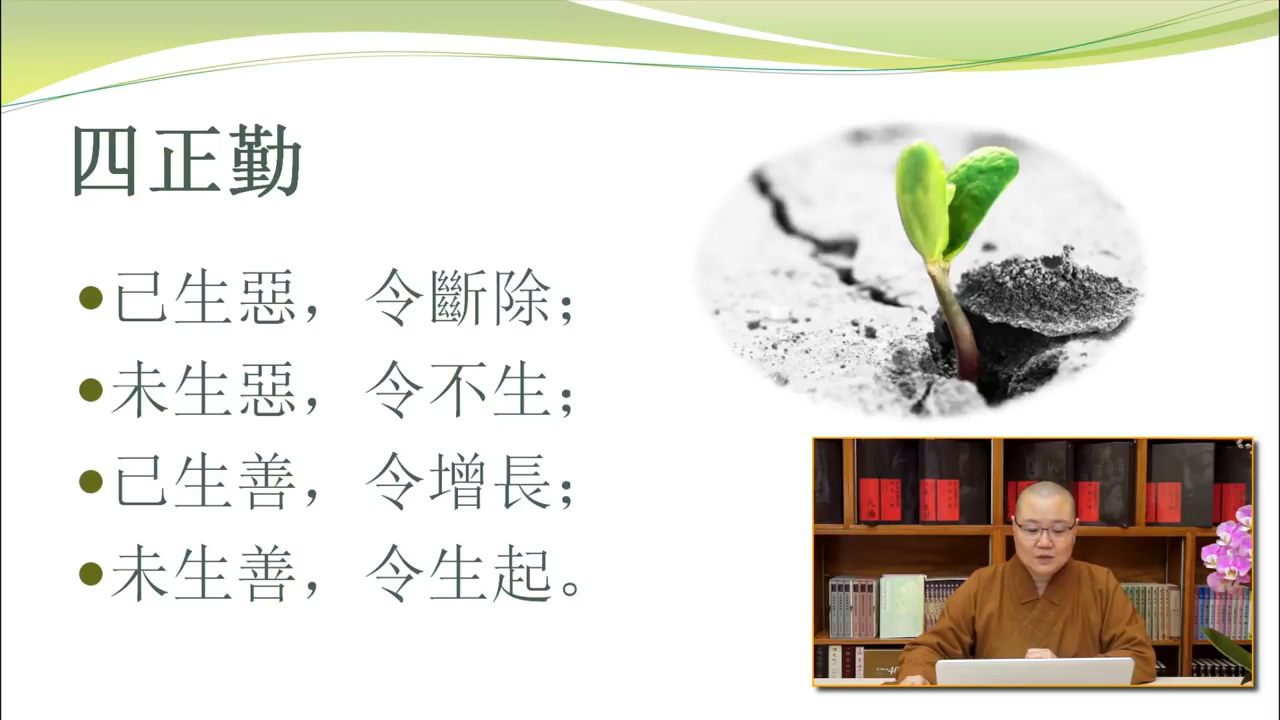 四正勤
已生惡，令斷除；
未生惡，令不生；
已生善，令增長；
未生善，令生起。